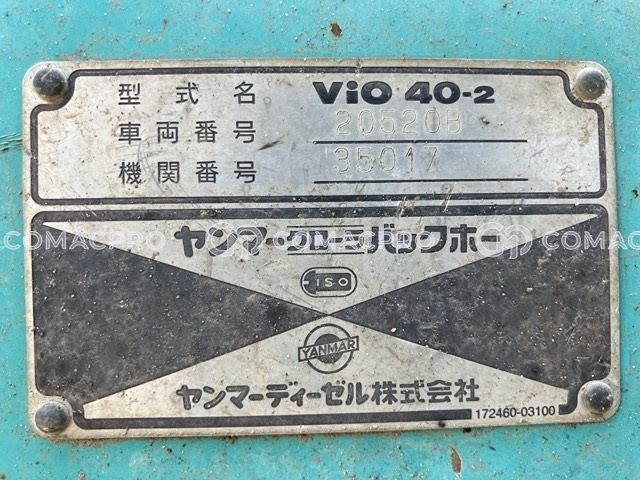 型式名 ViO 40-2
車両番号 20520B
機関番号 35017
ヤンマークローラバックホー
COMACPRO COMACPRO COMACPRO
ISO
YANMAR
ヤンマーディーゼル株式会社
172460-03100